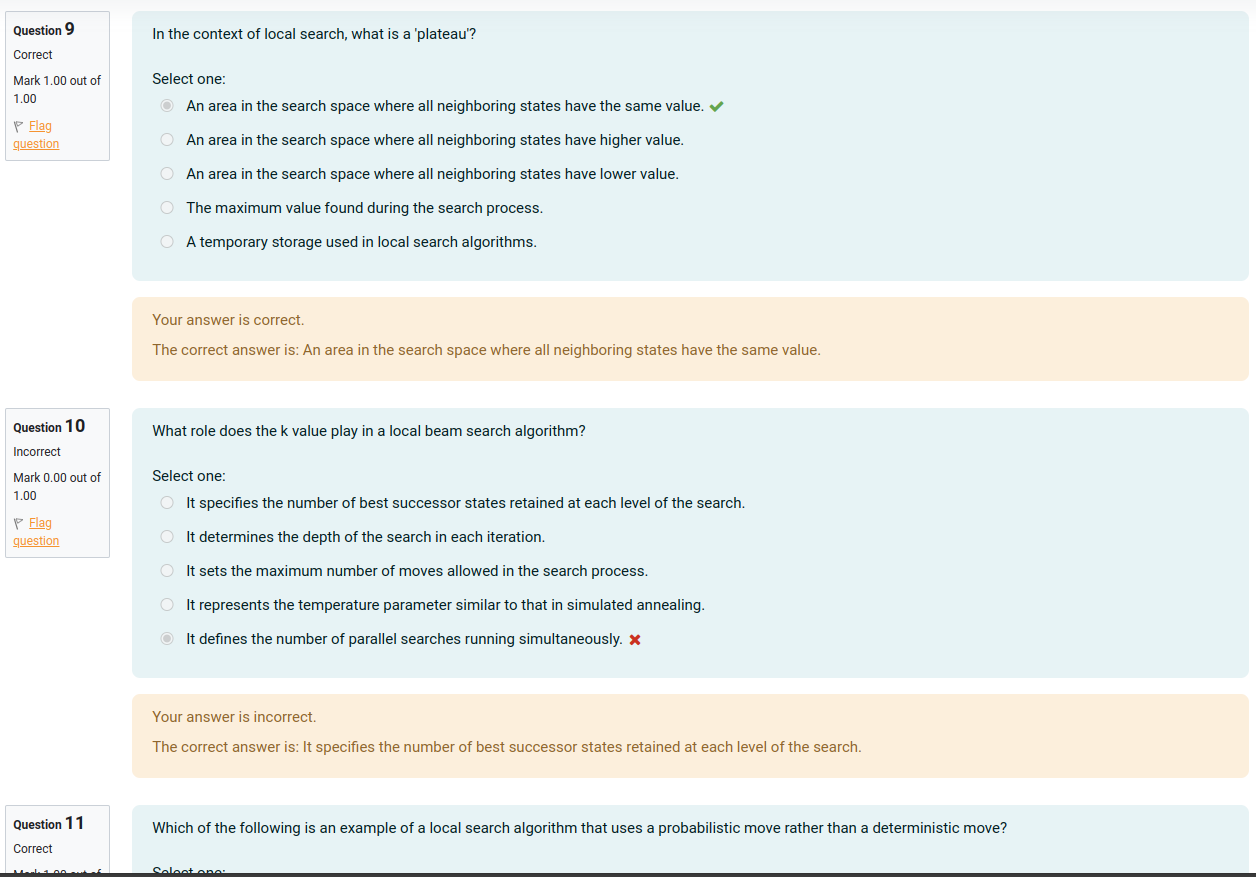 Question 9
Correct
Mark 1.00 out of
1.00
Flag
question
In the context of local search, what is a 'plateau'?
Select one:
An area in the search space where all neighboring states have the same value.
An area in the search space where all neighboring states have higher value.
An area in the search space where all neighboring states have lower value.
The maximum value found during the search process.
A temporary storage used in local search algorithms.
Your answer is correct.
The correct answer is: An area in the search space where all neighboring states have the same value.
Question 10
Incorrect
Mark 0.00 out of
1.00
Flag
question
What role does the k value play in a local beam search algorithm?
Select one:
It specifies the number of best successor states retained at each level of the search.
It determines the depth of the search in each iteration.
It sets the maximum number of moves allowed in the search process.
It represents the temperature parameter similar to that in simulated annealing.
It defines the number of parallel searches running simultaneously.
Your answer is incorrect.
The correct answer is: It specifies the number of best successor states retained at each level of the search.
Question 11
Correct
Mark 1.00 out of
Which of the following is an example of a local search algorithm that uses a probabilistic move rather than a deterministic move?
Select one: